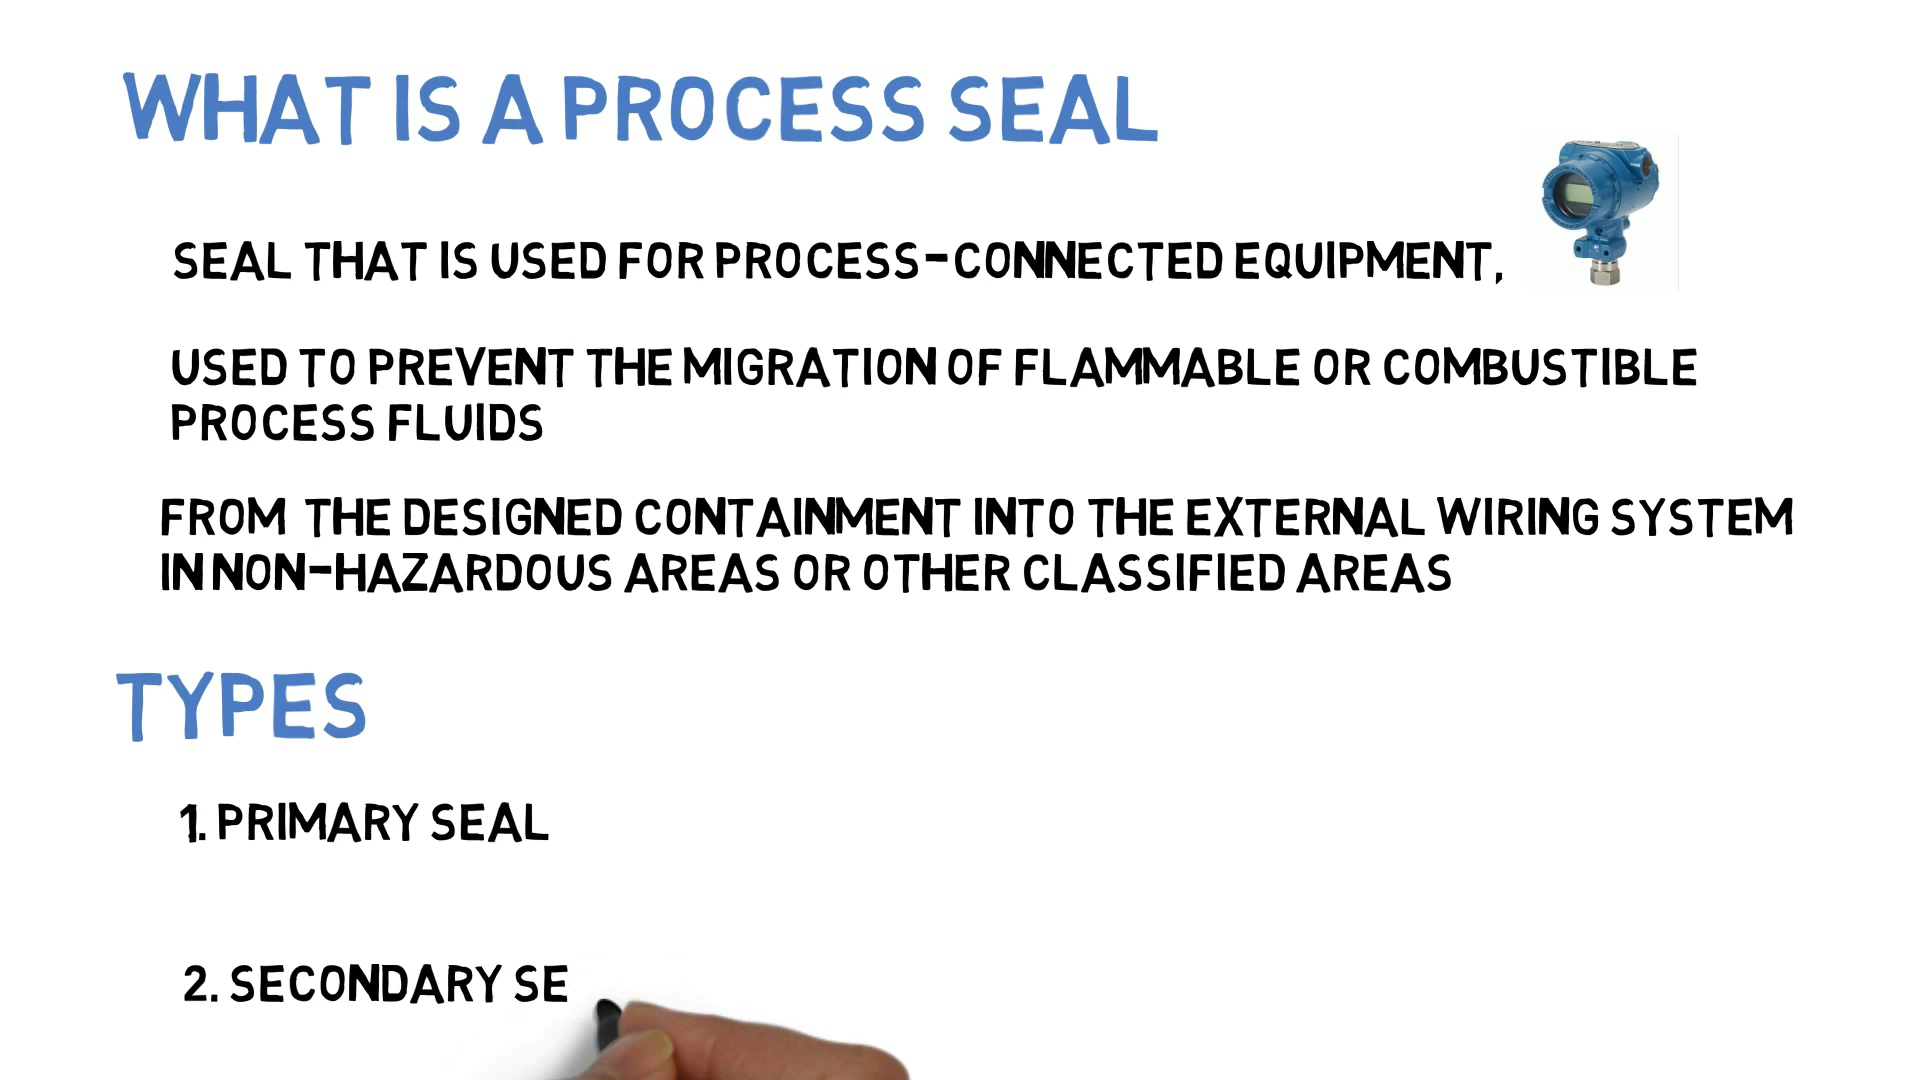 WHAT IS A PROCESS SEAL
SEAL THAT IS USED FOR PROCESS-CONNECTED EQUIPMENT,
USED TO PREVENT THE MIGRATION OF FLAMMABLE OR COMBUSTIBLE
PROCESS FLUIDS
FROM THE DESIGNED CONTAINMENT INTO THE EXTERNAL WIRING SYSTEM
IN NON-HAZARDOUS AREAS OR OTHER CLASSIFIED AREAS
TYPES
1. PRIMARY SEAL
2. SECONDARY SE